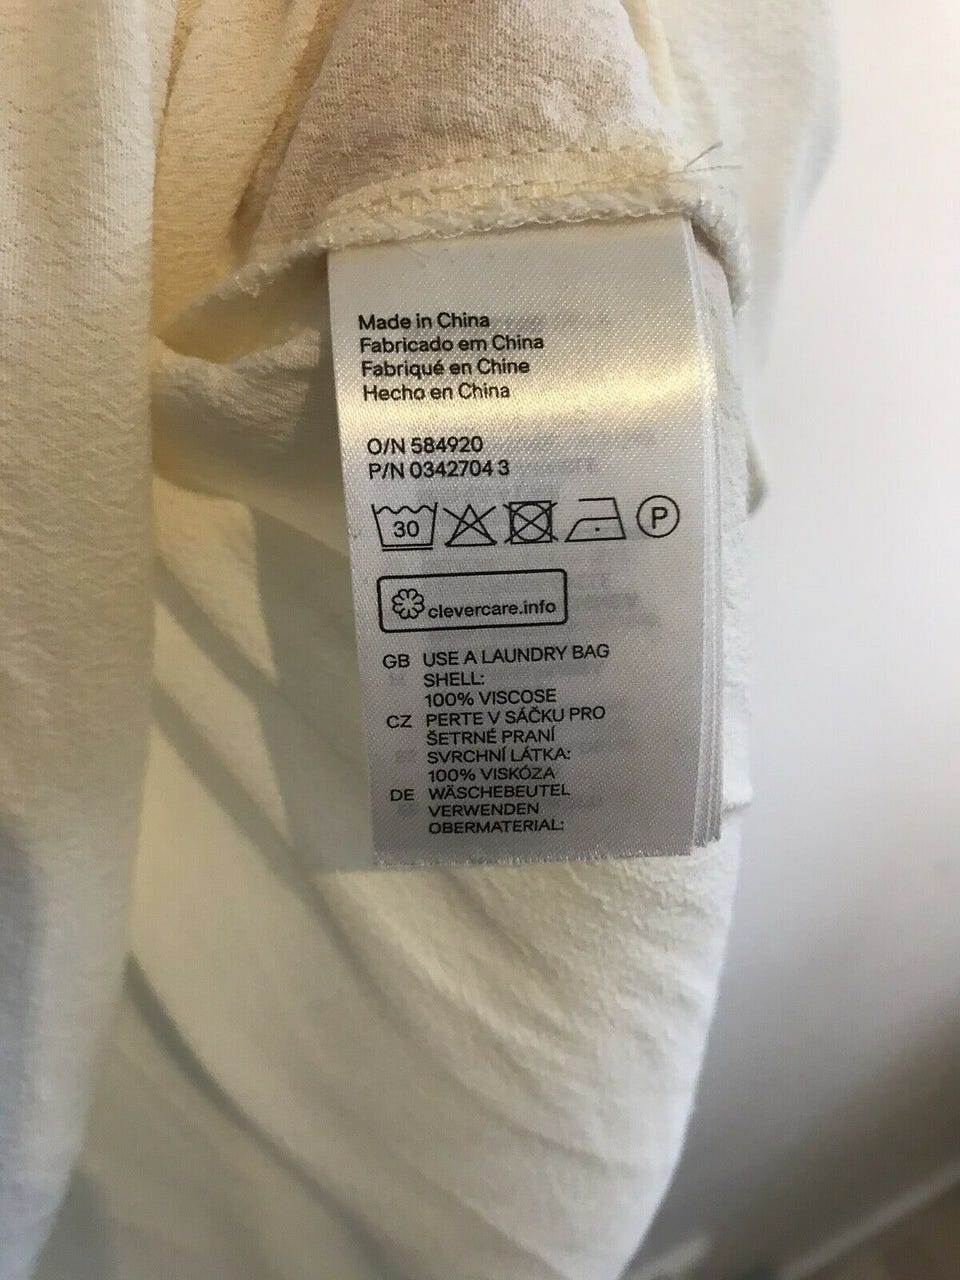 Made in China
Fabricado em China
Fabriqué en Chine
Hecho en China
O/N 584920
P/N 0342704 3
30 P
clevercare.info
GB USE A LAUNDRY BAG
SHELL:
100% VISCOSE
CZ PERTE V SÁČKU PRO
ŠETRNÉ PRANÍ
SVRCHNÍ LÁTKA:
100% VISKÓZA
DE WÄSCHEBEUTEL
VERWENDEN
OBERMATERIAL: